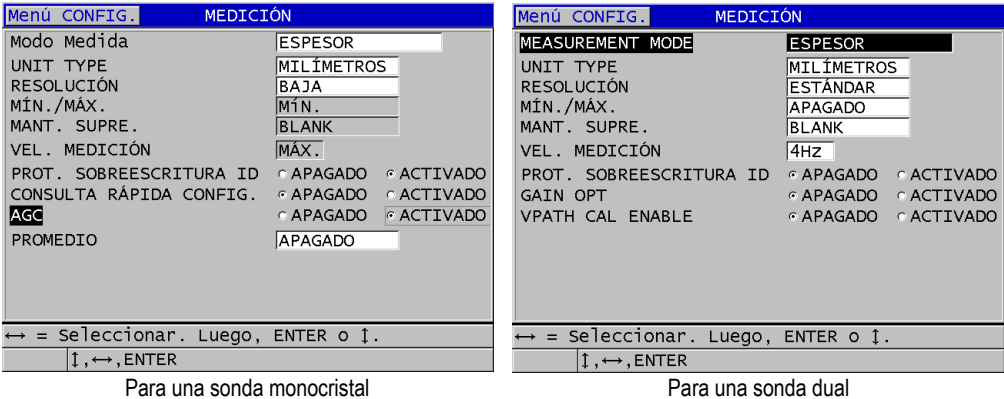 Menú CONFIG. MEDICIÓN
Modo Medida ESPESOR
UNIT TYPE MILÍMETROS
RESOLUCIÓN BAJA
MÍN./MÁX. MíN.
MANT. SUPRE. BLANK
VEL. MEDICIÓN MÁX.
PROT. SOBREESCRITURA ID APAGADO ACTIVADO
CONSULTA RÁPIDA CONFIG. APAGADO ACTIVADO
AGC APAGADO ACTIVADO
PROMEDIO APAGADO
↔ = Seleccionar. Luego, ENTER o ↕.
↕,↔,ENTER
Para una sonda monocristal
Menú CONFIG. MEDICIÓN
MEASUREMENT MODE ESPESOR
UNIT TYPE MILÍMETROS
RESOLUCIÓN ESTÁNDAR
MÍN./MÁX. APAGADO
MANT. SUPRE. BLANK
VEL. MEDICIÓN 4Hz
PROT. SOBREESCRITURA ID APAGADO ACTIVADO
GAIN OPT APAGADO ACTIVADO
VPATH CAL ENABLE APAGADO ACTIVADO
↔ = Seleccionar. Luego, ENTER o ↕.
↕,↔,ENTER
Para una sonda dual